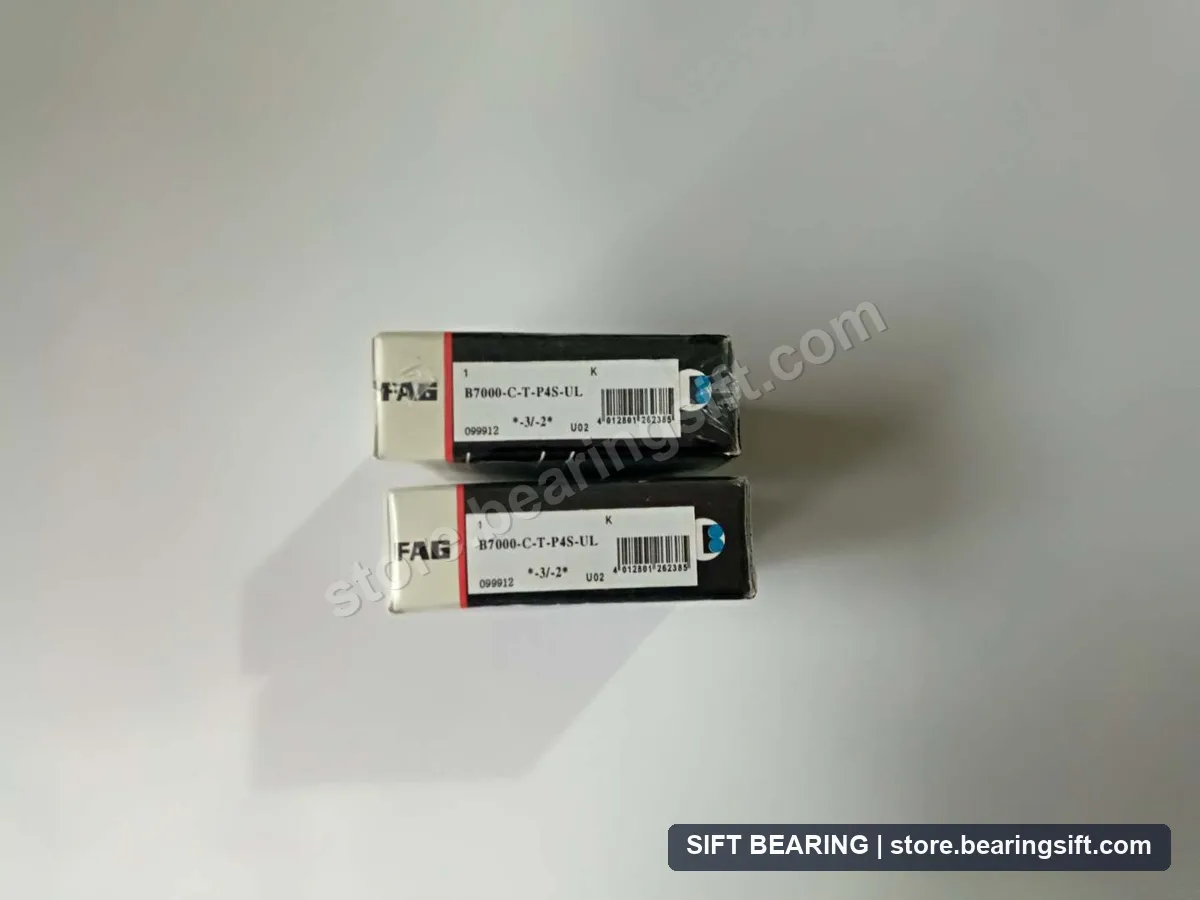 FAG
1 K
B7000-C-T-P4S-UL
099912 *-3/-2* U02 4 012801 262385
FAG
1 K
B7000-C-T-P4S-UL
099912 *-3/-2* U02 4 012801 262385
store.bearingsift.com
SIFT BEARING | store.bearingsift.com